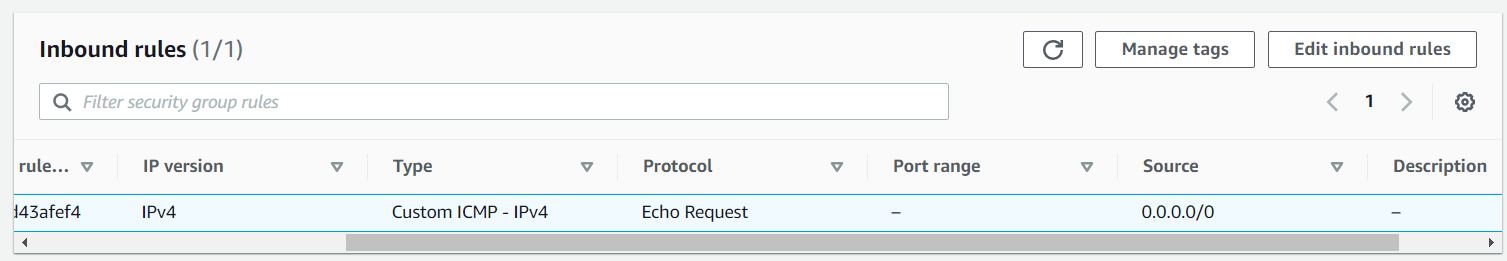 Inbound rules (1/1)
Manage tags
Edit inbound rules
Filter security group rules
1
rule... IP version Type Protocol Port range Source Description
d43afef4 IPv4 Custom ICMP - IPv4 Echo Request – 0.0.0.0/0 –